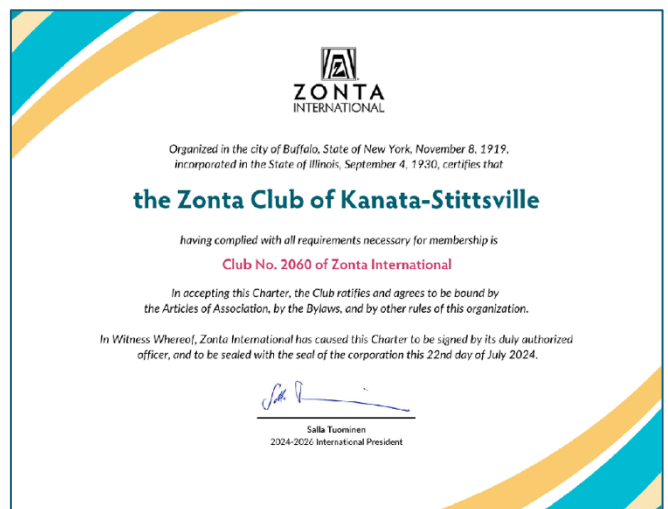 ZONTA
INTERNATIONAL
Organized in the city of Buffalo, State of New York, November 8, 1919,
incorporated in the State of Illinois, September 4, 1930, certifies that
the Zonta Club of Kanata-Stittsville
having complied with all requirements necessary for membership is
Club No. 2060 of Zonta International
In accepting this Charter, the Club ratifies and agrees to be bound by
the Articles of Association, by the Bylaws, and by other rules of this organization.
In Witness Whereof, Zonta International has caused this Charter to be signed by its duly authorized
officer, and to be sealed with the seal of the corporation this 22nd day of July 2024.
Salla Tuominen
2024-2026 International President